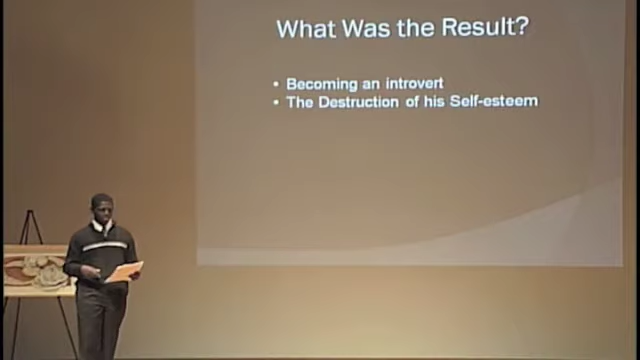 What Was the Result?
• Becoming an introvert
• The Destruction of his Self-esteem